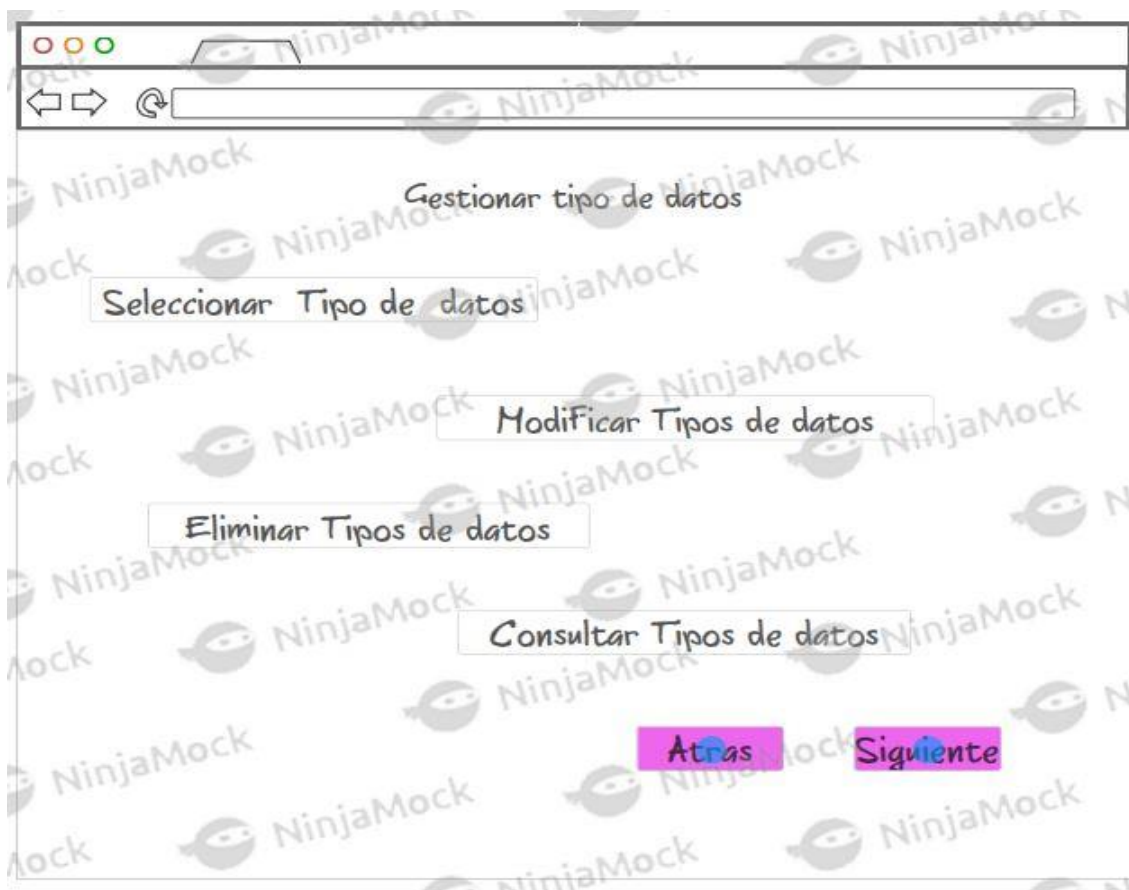 Gestionar tipo de datos
Seleccionar Tipo de datos
Modificar Tipos de datos
Eliminar Tipos de datos
Consultar Tipos de datos
Atras
Siguiente
NinjaMock